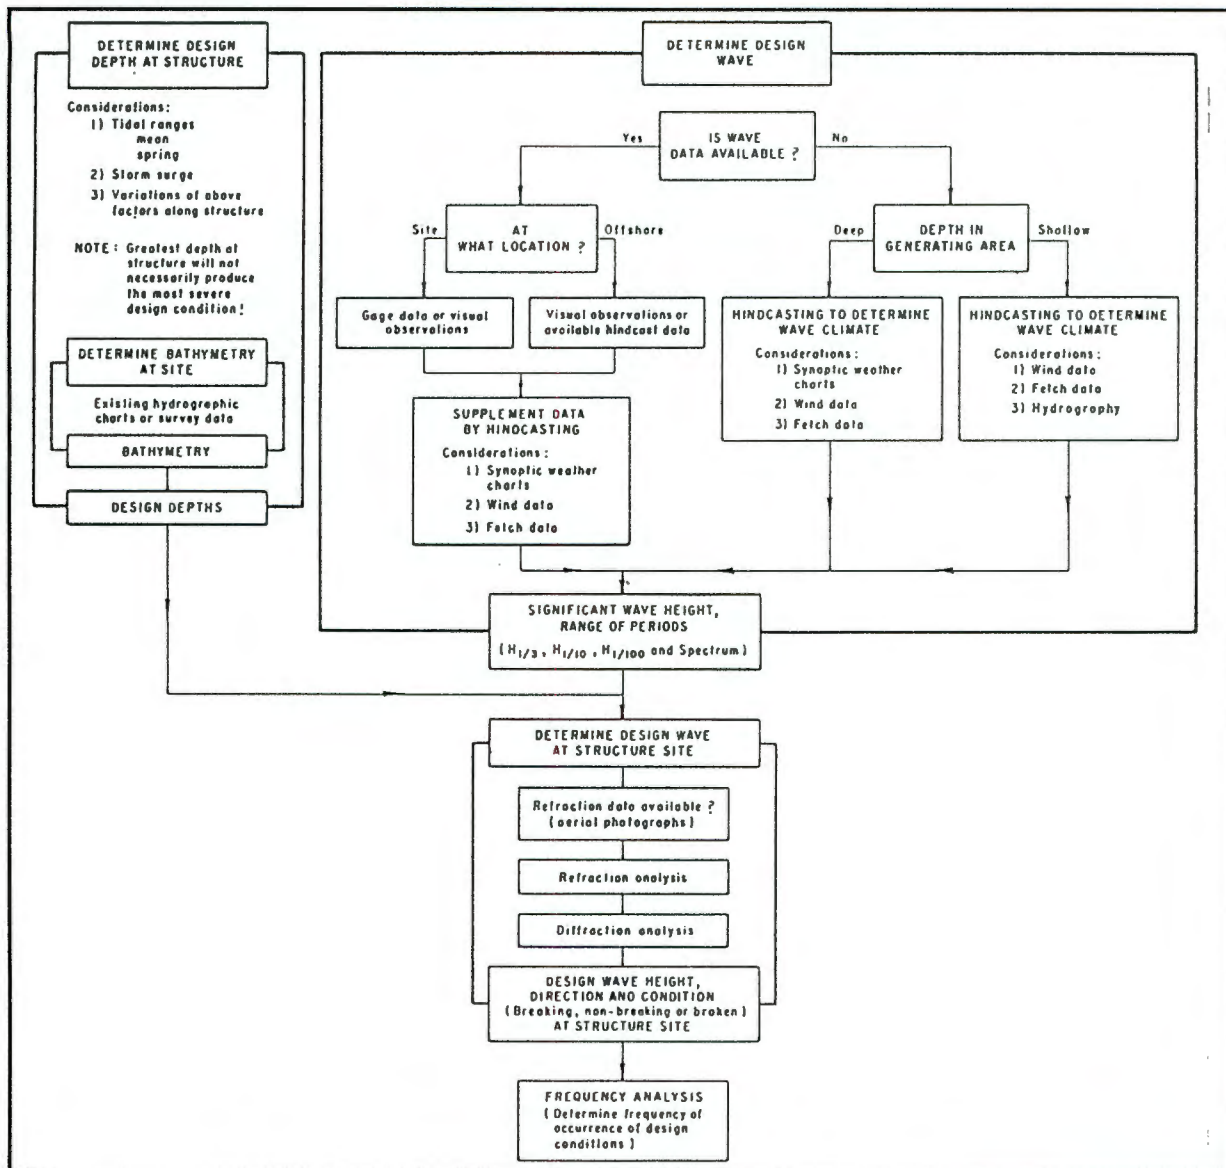 DETERMINE DESIGN
DEPTH AT STRUCTURE
Considerations:
1) Tidal ranges
mean
spring
2) Storm surge
3) Variations of above
factors along structure
NOTE: Greatest depth at
structure will not
necessarily produce
the most severe
design condition!
DETERMINE BATHYMETRY
AT SITE
Existing hydrographic
charts or survey data
BATHYMETRY
DESIGN DEPTHS
DETERMINE DESIGN
WAVE
IS WAVE
DATA AVAILABLE ?
Yes
No
AT
WHAT LOCATION ?
Site
Offshore
DEPTH IN
GENERATING AREA
Deep
Shallow
Gage data or visual
observations
Visual observations or
available hindcast data
HINDCASTING TO DETERMINE
WAVE CLIMATE
Considerations:
1) Synoptic weather
charts
2) Wind data
3) Fetch data
HINDCASTING TO DETERMINE
WAVE CLIMATE
Considerations:
1) Wind data
2) Fetch data
3) Hydrography
SUPPLEMENT DATA
BY HINDCASTING
Considerations:
1) Synoptic weather
charts
2) Wind data
3) Fetch data
SIGNIFICANT WAVE HEIGHT,
RANGE OF PERIODS
(H1/3, H1/10, H1/100 and Spectrum)
DETERMINE DESIGN WAVE
AT STRUCTURE SITE
Refraction data available ?
(aerial photographs)
Refraction analysis
Diffraction analysis
DESIGN WAVE HEIGHT,
DIRECTION AND CONDITION
(Breaking, non-breaking or broken)
AT STRUCTURE SITE
FREQUENCY ANALYSIS
(Determine frequency of
occurrence of design
conditions)